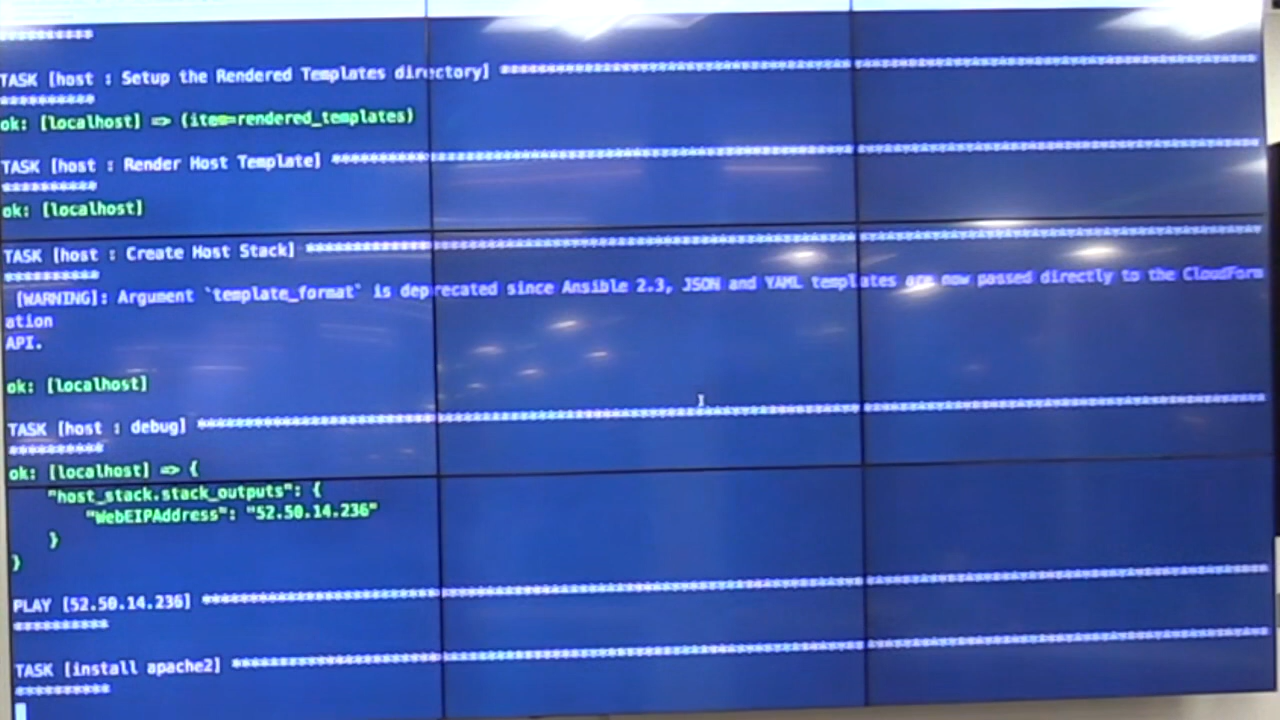 **********
TASK [host : Setup the Rendered Templates directory] ****************************************************************************
**********
ok: [localhost] => (item=rendered_templates)
TASK [host : Render Host Template] ****************************************************************************
**********
ok: [localhost]
TASK [host : Create Host Stack] ****************************************************************************
**********
[WARNING]: Argument `template_format` is deprecated since Ansible 2.3, JSON and YAML templates are now passed directly to the CloudForm
ation
API.
ok: [localhost]
TASK [host : debug] ****************************************************************************
**********
ok: [localhost] => {
"host_stack.stack_outputs": {
"WebEIPAddress": "52.50.14.236"
}
}
PLAY [52.50.14.236] ****************************************************************************
**********
TASK [install apache2] ****************************************************************************
**********